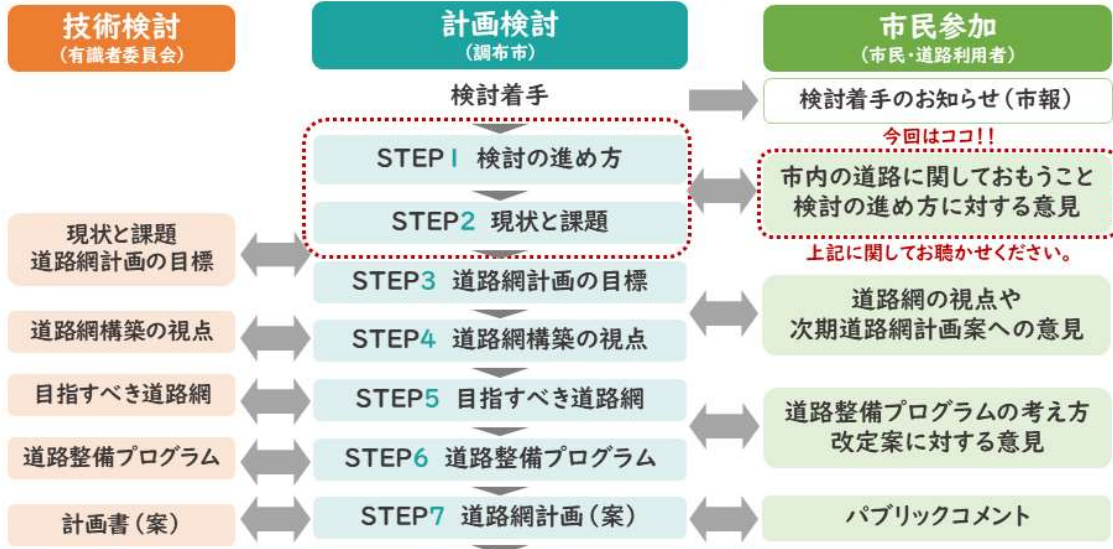 技術検討
(有識者委員会)
計画検討
(調布市)
市民参加
(市民・道路利用者)
検討着手
検討着手のお知らせ(市報)
今回はココ!!
STEP1 検討の進め方
市内の道路に関しておもうこと
検討の進め方に対する意見
STEP2 現状と課題
上記に関してお聴かせください。
現状と課題
道路網計画の目標
STEP3 道路網計画の目標
道路網の視点や
次期道路網計画案への意見
道路網構築の視点
STEP4 道路網構築の視点
目指すべき道路網
STEP5 目指すべき道路網
道路整備プログラムの考え方
改定案に対する意見
道路整備プログラム
STEP6 道路整備プログラム
計画書(案)
STEP7 道路網計画(案)
パブリックコメント